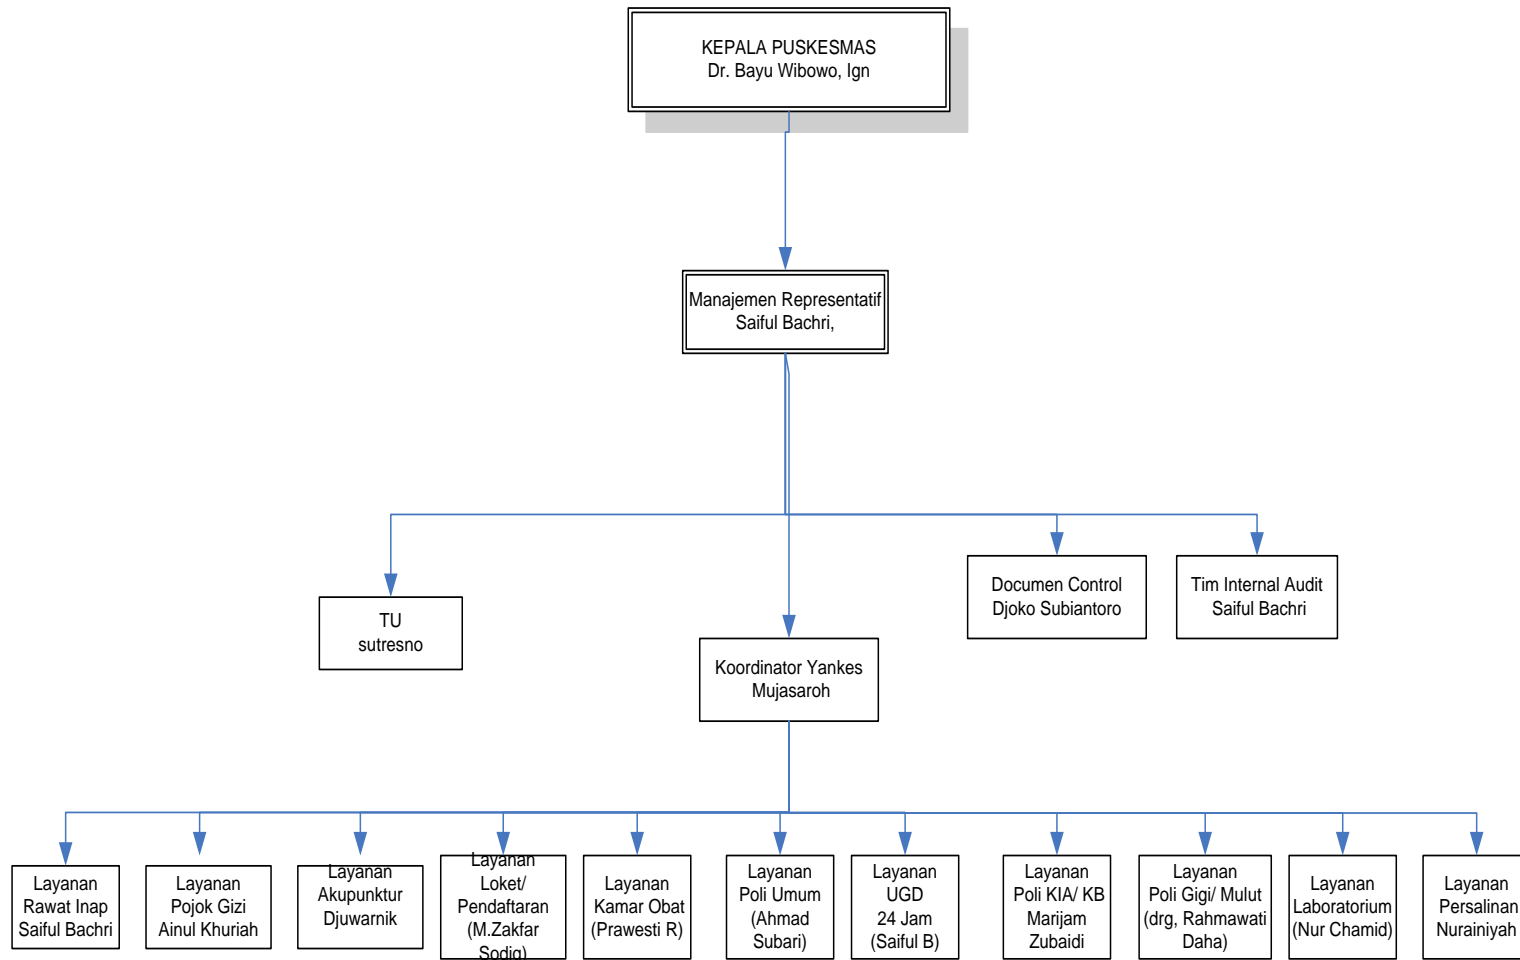 KEPALA PUSKESMAS
Dr. Bayu Wibowo, Ign
Manajemen Representatif
Saiful Bachri,
TU
sutresno
Documen Control
Djoko Subiantoro
Tim Internal Audit
Saiful Bachri
Koordinator Yankes
Mujasaroh
Layanan
Rawat Inap
Saiful Bachri
Layanan
Pojok Gizi
Ainul Khuriah
Layanan
Akupunktur
Djuwarnik
Layanan
Loket/
Pendaftaran
(M.Zakfar
Sodig)
Layanan
Kamar Obat
(Prawesti R)
Layanan
Poli Umum
(Ahmad
Subari)
Layanan
UGD
24 Jam
(Saiful B)
Layanan
Poli KIA/ KB
Marijam
Zubaidi
Layanan
Poli Gigi/ Mulut
(drg, Rahmawati
Daha)
Layanan
Laboratorium
(Nur Chamid)
Layanan
Persalinan
Nurainiyah